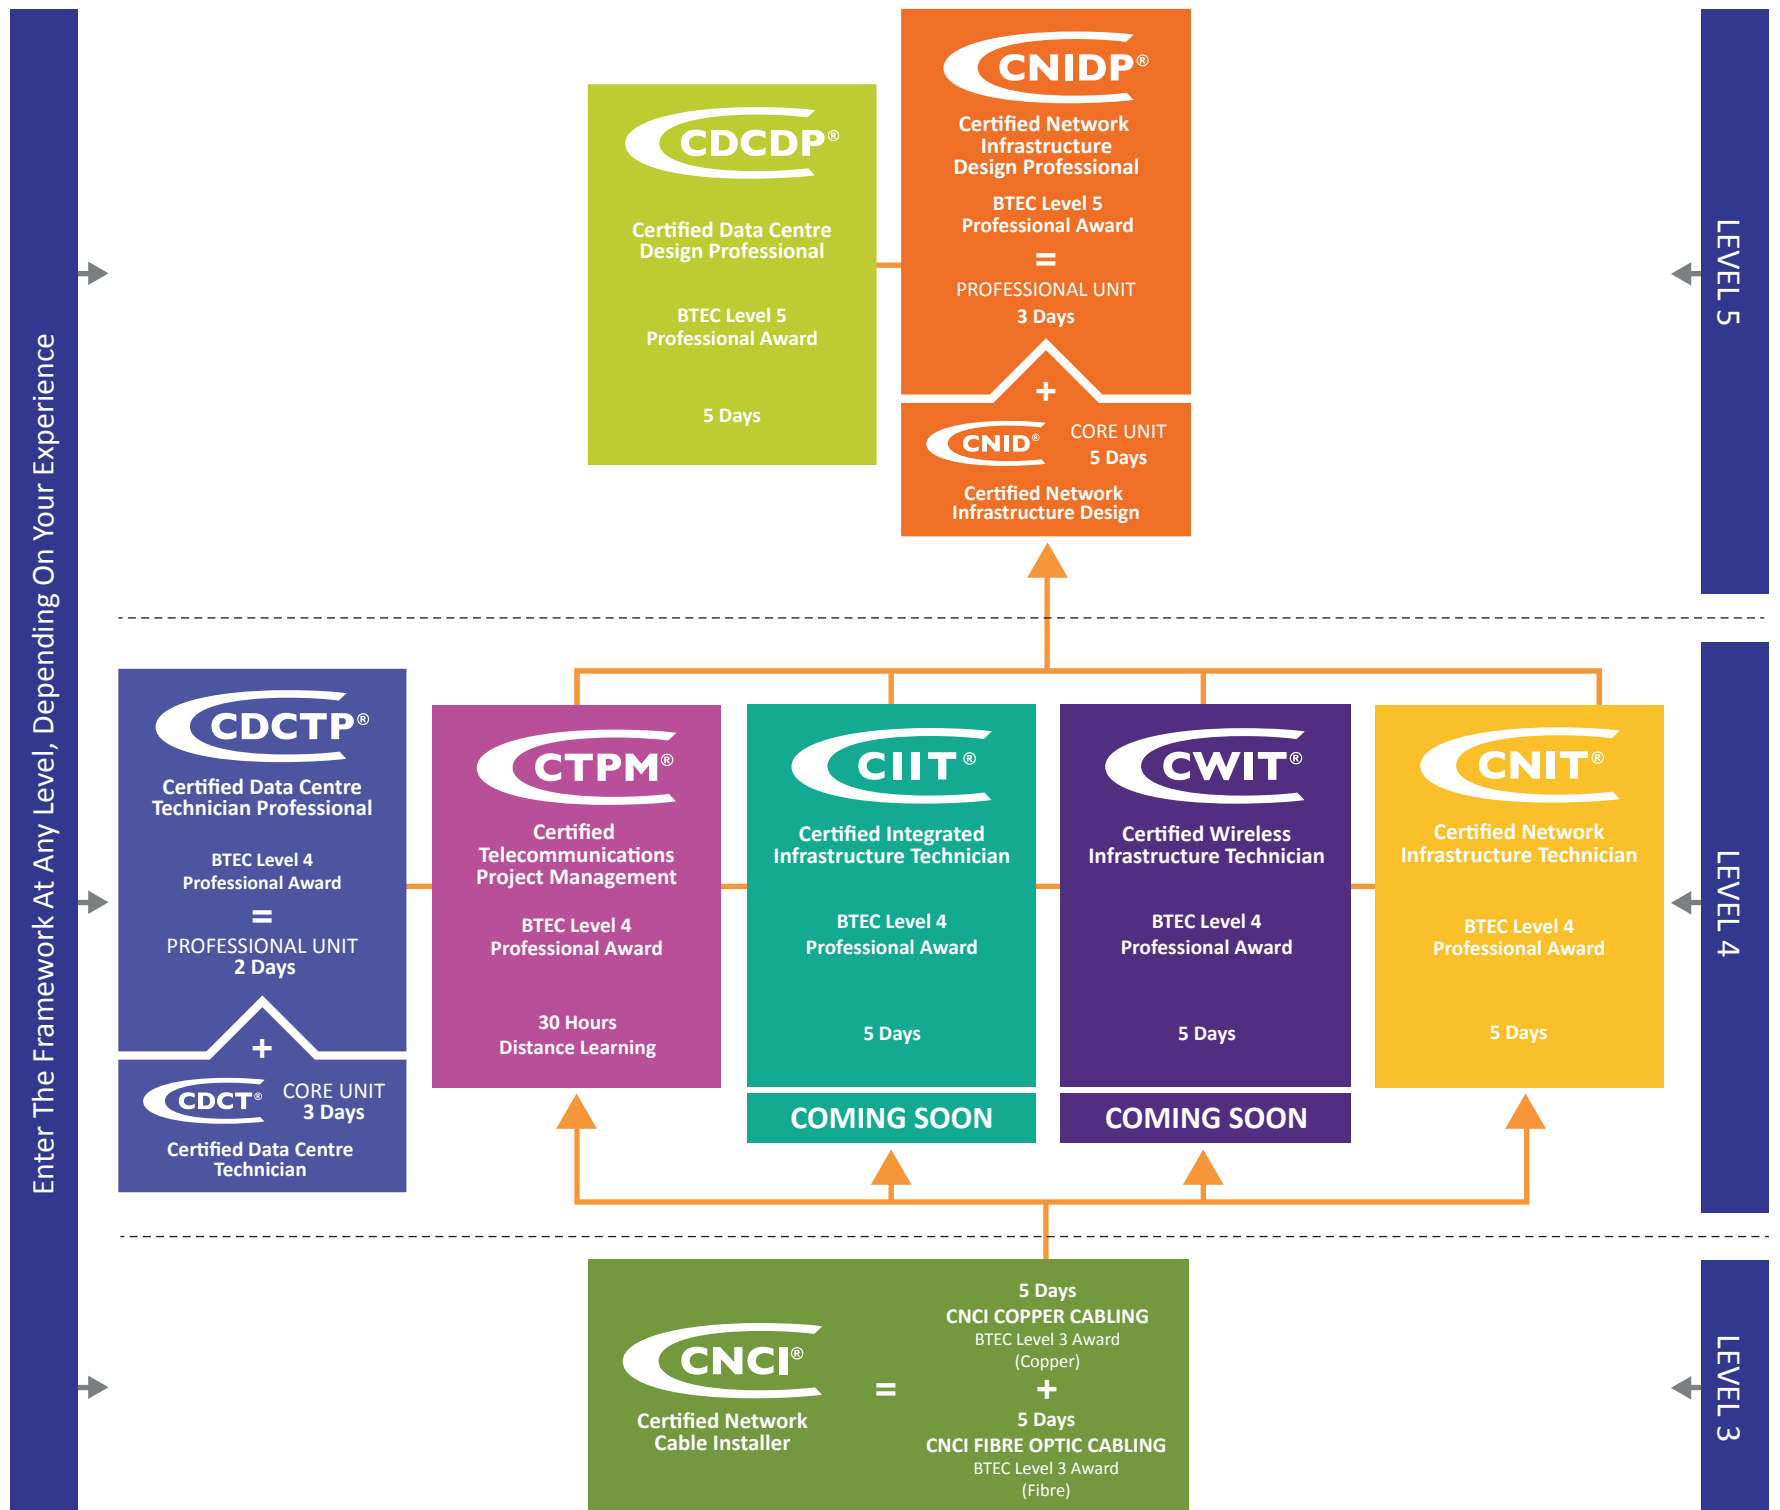 Enter The Framework At Any Level, Depending On Your Experience
LEVEL 5
CDCDP®
Certified Data Centre
Design Professional
BTEC Level 5
Professional Award
5 Days
CNIDP®
Certified Network
Infrastructure
Design Professional
BTEC Level 5
Professional Award
=
PROFESSIONAL UNIT
3 Days
+
CNID®
CORE UNIT
5 Days
Certified Network
Infrastructure Design
LEVEL 4
CDCTP®
Certified Data Centre
Technician Professional
BTEC Level 4
Professional Award
=
PROFESSIONAL UNIT
2 Days
+
CDCT®
CORE UNIT
3 Days
Certified Data Centre
Technician
CTPM®
Certified
Telecommunications
Project Management
BTEC Level 4
Professional Award
30 Hours
Distance Learning
CIIT®
Certified Integrated
Infrastructure Technician
BTEC Level 4
Professional Award
5 Days
COMING SOON
CWIT®
Certified Wireless
Infrastructure Technician
BTEC Level 4
Professional Award
5 Days
COMING SOON
CNIT®
Certified Network
Infrastructure Technician
BTEC Level 4
Professional Award
5 Days
LEVEL 3
CNCI®
Certified Network
Cable Installer
=
5 Days
CNCI COPPER CABLING
BTEC Level 3 Award
(Copper)
+
5 Days
CNCI FIBRE OPTIC CABLING
BTEC Level 3 Award
(Fibre)